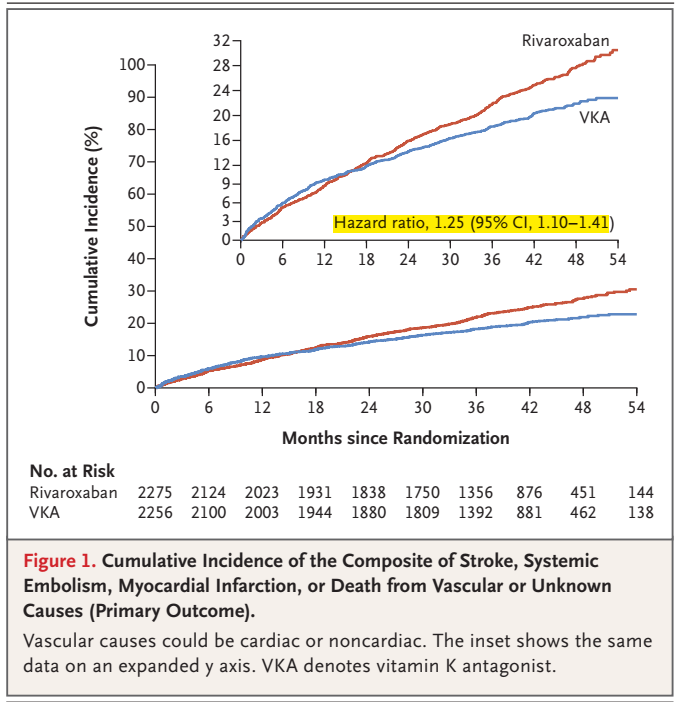 32
28
24
20
16
12
9
6
3
0
Rivaroxaban
VKA
Hazard ratio, 1.25 (95% CI, 1.10–1.41)
0 6 12 18 24 30 36 42 48 54
Cumulative Incidence (%)
100
90
80
70
60
50
40
30
20
10
0
0 6 12 18 24 30 36 42 48 54
Months since Randomization
No. at Risk
Rivaroxaban 2275 2124 2023 1931 1838 1750 1356 876 451 144
VKA 2256 2100 2003 1944 1880 1809 1392 881 462 138
Figure 1. Cumulative Incidence of the Composite of Stroke, Systemic
Embolism, Myocardial Infarction, or Death from Vascular or Unknown
Causes (Primary Outcome).
Vascular causes could be cardiac or noncardiac. The inset shows the same
data on an expanded y axis. VKA denotes vitamin K antagonist.